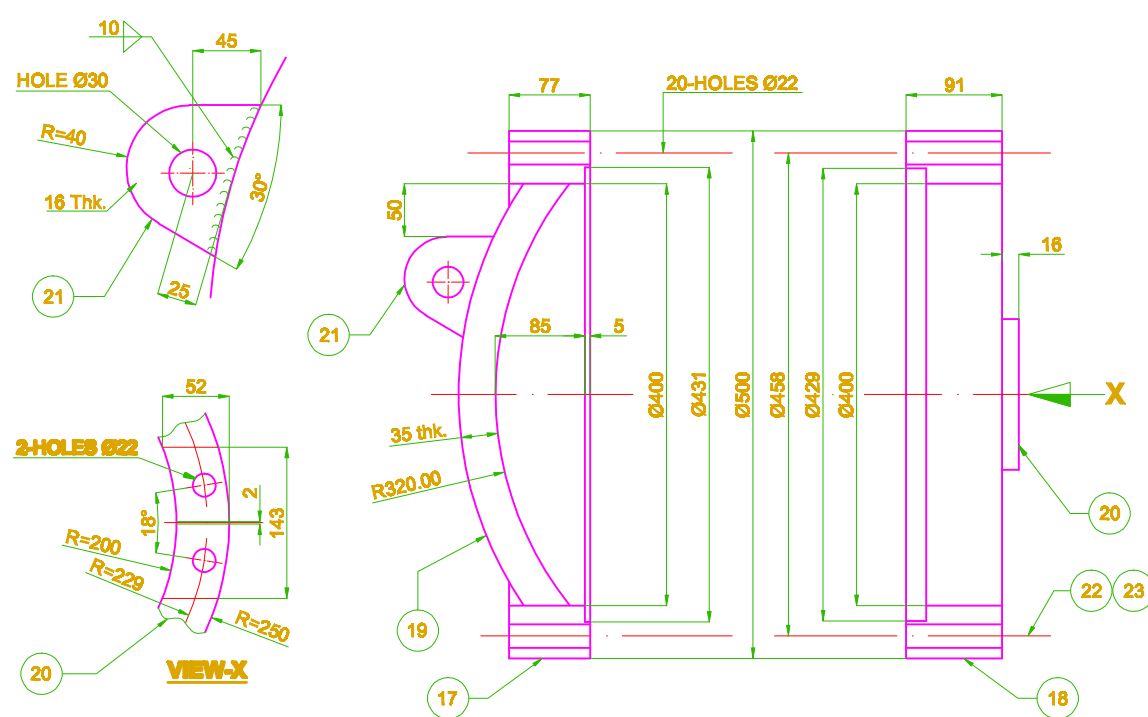 10
45
HOLE Ø30
R=40
16 Thk.
30°
25
21
52
2-HOLES Ø22
2
18°
143
R=200
R=229
R=250
20
VIEW-X
77
20-HOLES Ø22
91
50
16
21
85
5
Ø400
Ø431
Ø500
Ø458
Ø429
Ø400
X
35 thk.
R320.00
20
22
23
19
17
18